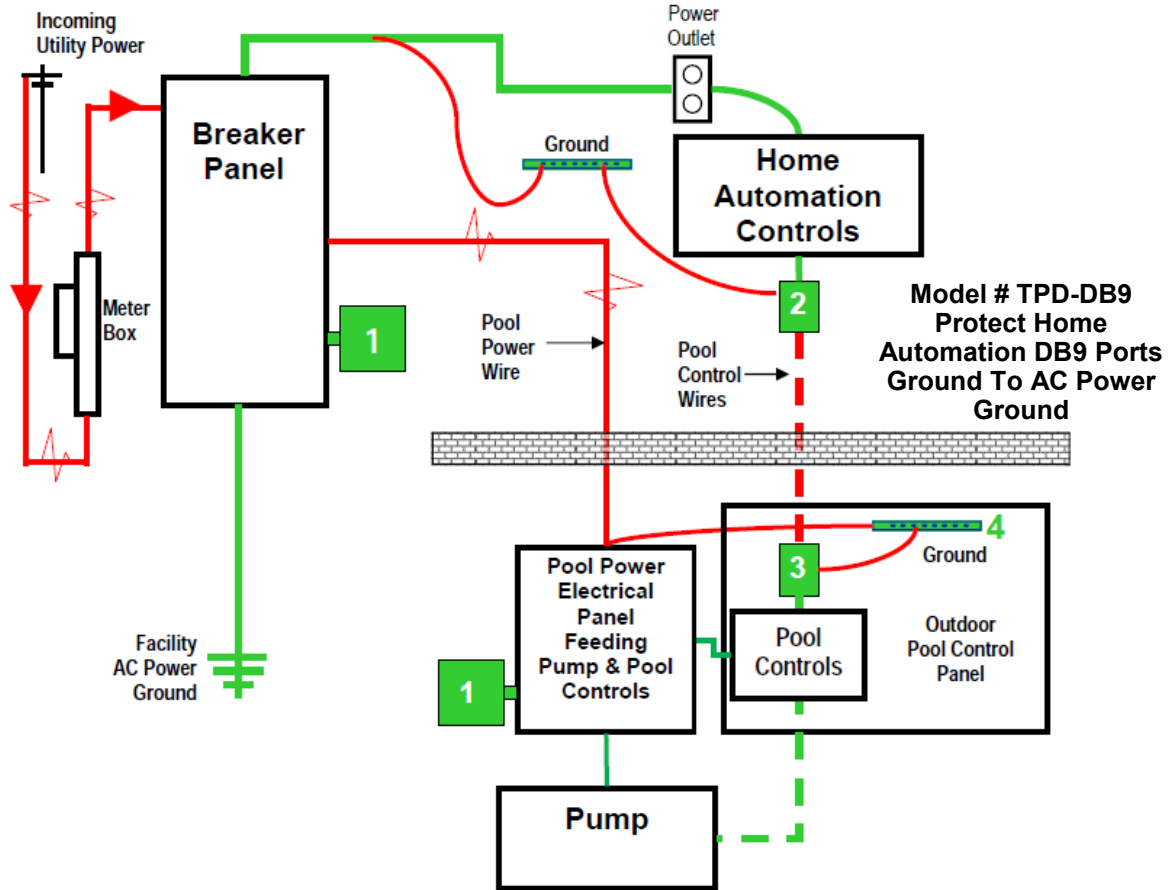 Incoming
Utility Power
Power
Outlet
Breaker
Panel
Ground
Home
Automation
Controls
Meter
Box
1
2
Model # TPD-DB9
Protect Home
Automation DB9 Ports
Ground To AC Power
Ground
Pool
Power
Wire
Pool
Control
Wires
4
Ground
3
Pool Power
Electrical
Panel
Feeding
Pump & Pool
Controls
Pool
Controls
Outdoor
Pool Control
Panel
Facility
AC Power
Ground
1
Pump